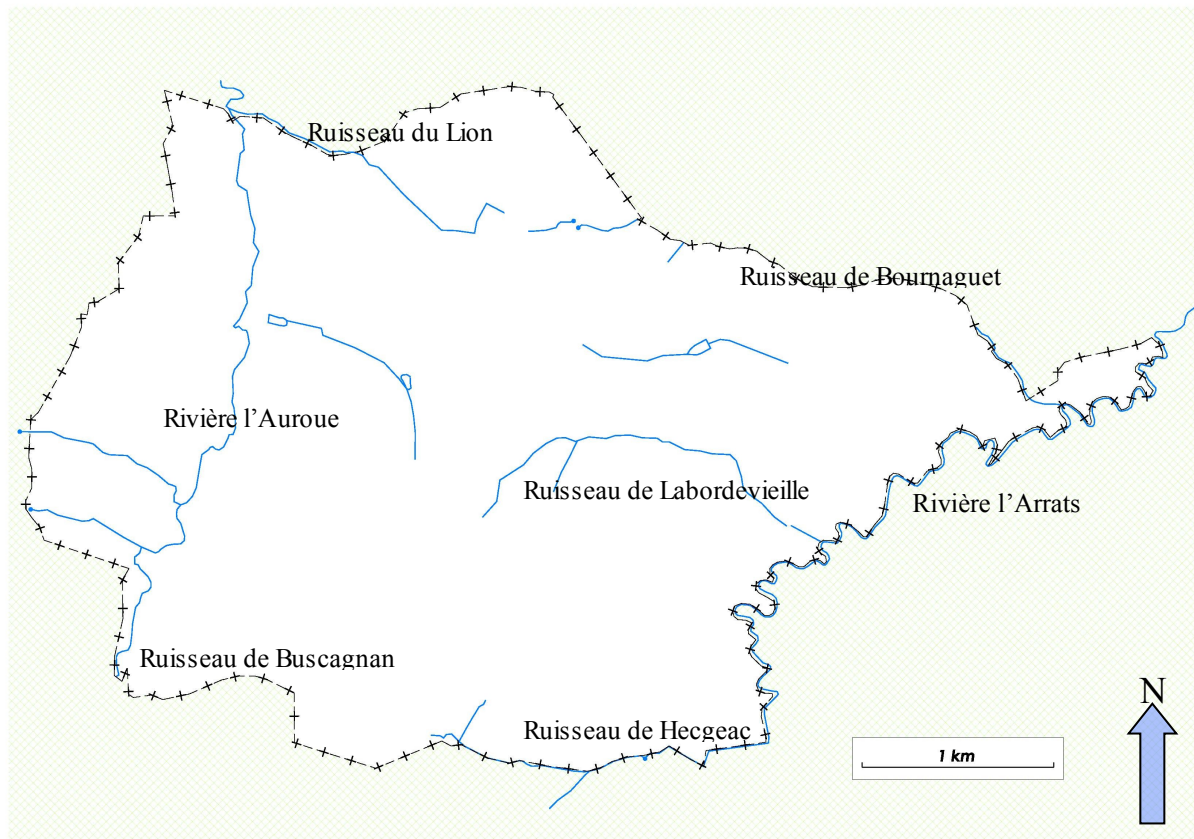 Ruisseau du Lion
Ruisseau de Bournaguet
Rivière l'Auroue
Ruisseau de Labordevieille
Rivière l'Arrats
Ruisseau de Buscagnan
N
Ruisseau de Hecgeac
1 km